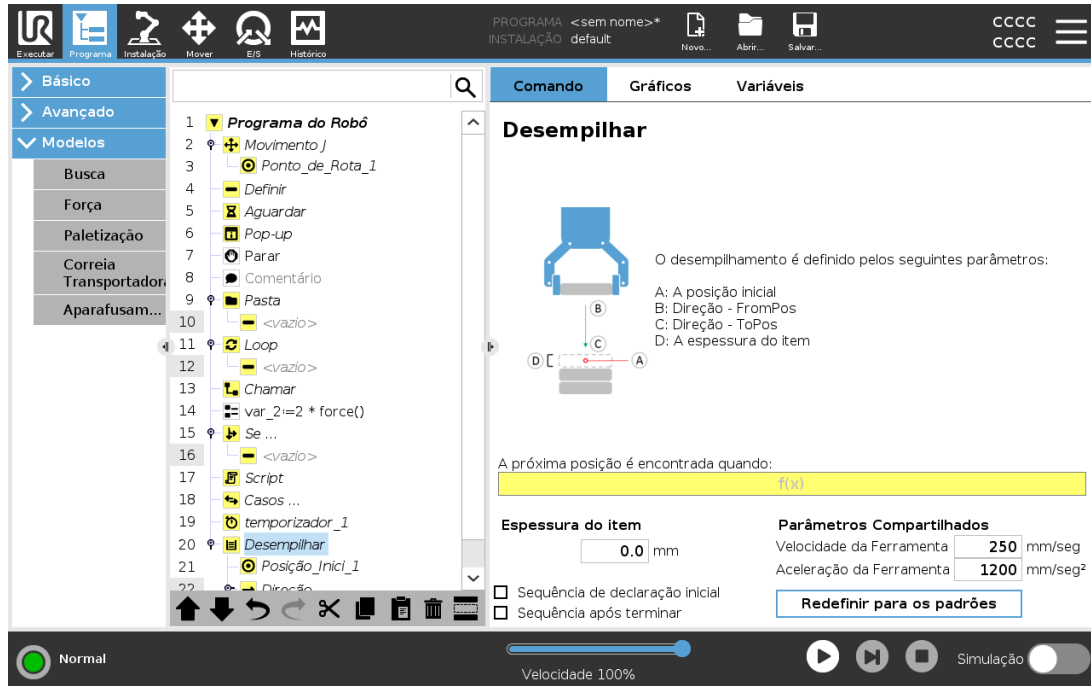 PROGRAMA <sem nome>*
INSTALAÇÃO default
CCCC
CCCC
Executar
Programa
Instalação
Mover
E/S
Histórico
Novo...
Abrir...
Salvar...
Básico
Avançado
Modelos
Busca
Força
Paletização
Correia
Transportadora
Aparafusam...
1 Programa do Robô
2 Movimento J
3 Ponto_de_Rota_1
4 Definir
5 Aguardar
6 Pop-up
7 Parar
8 Comentário
9 Pasta
10 <vazio>
11 Loop
12 <vazio>
13 Chamar
14 var_2≔2 * force()
15 Se ...
16 <vazio>
17 Script
18 Casos ...
19 temporizador_1
20 Desempilhar
21 Posição_Inici_1
22 Direção
Comando Gráficos Variáveis
Desempilhar
O desempilhamento é definido pelos seguintes parâmetros:
A: A posição inicial
B: Direção - FromPos
C: Direção - ToPos
D: A espessura do item
B
C
D
A
A próxima posição é encontrada quando:
f(x)
Espessura do item
0.0 mm
Sequência de declaração inicial
Sequência após terminar
Parâmetros Compartilhados
Velocidade da Ferramenta 250 mm/seg
Aceleração da Ferramenta 1200 mm/seg²
Redefinir para os padrões
Normal
Velocidade 100%
Simulação